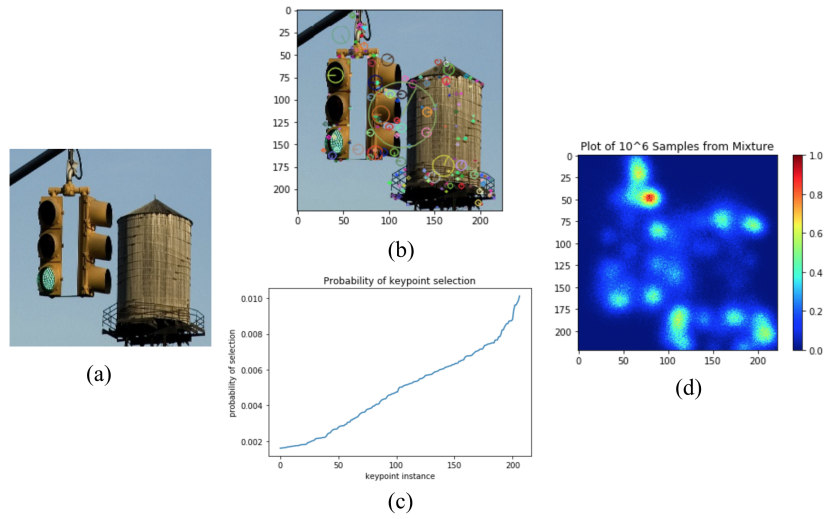 0
25
50
75
100
125
150
175
200
0 50 100 150 200
(a)
(b)
Probability of keypoint selection
0.010
0.008
0.006
0.004
0.002
probability of selection
0 50 100 150 200
keypoint instance
(c)
Plot of 10^6 Samples from Mixture
0
25
50
75
100
125
150
175
200
0 50 100 150 200
1.0
0.8
0.6
0.4
0.2
0.0
(d)